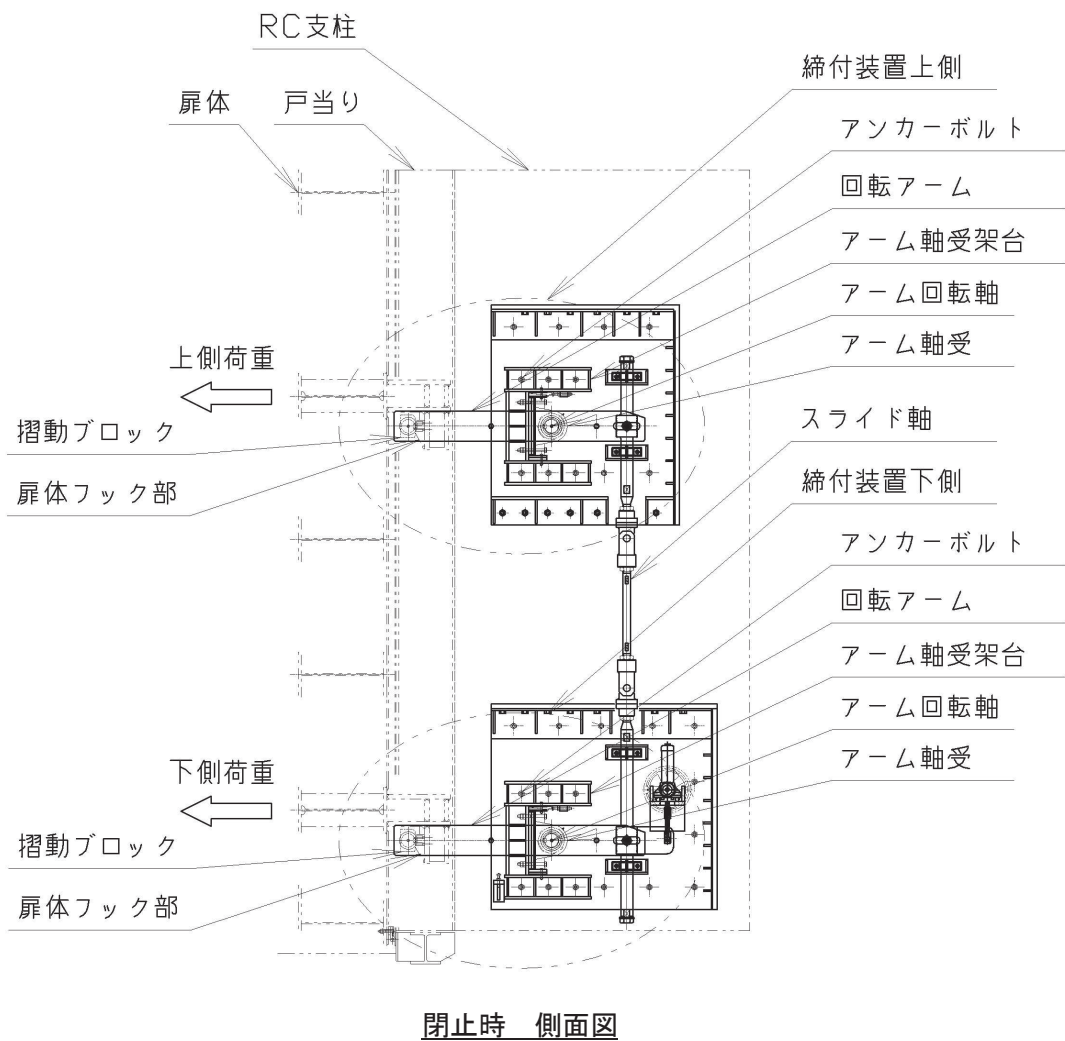 RC支柱
締付装置上側
扉体
戸当り
アンカーボルト
回転アーム
アーム軸受架台
アーム回転軸
アーム軸受
上側荷重
スライド軸
摺動ブロック
締付装置下側
扉体フック部
アンカーボルト
回転アーム
アーム軸受架台
アーム回転軸
アーム軸受
下側荷重
摺動ブロック
扉体フック部
閉止時　側面図